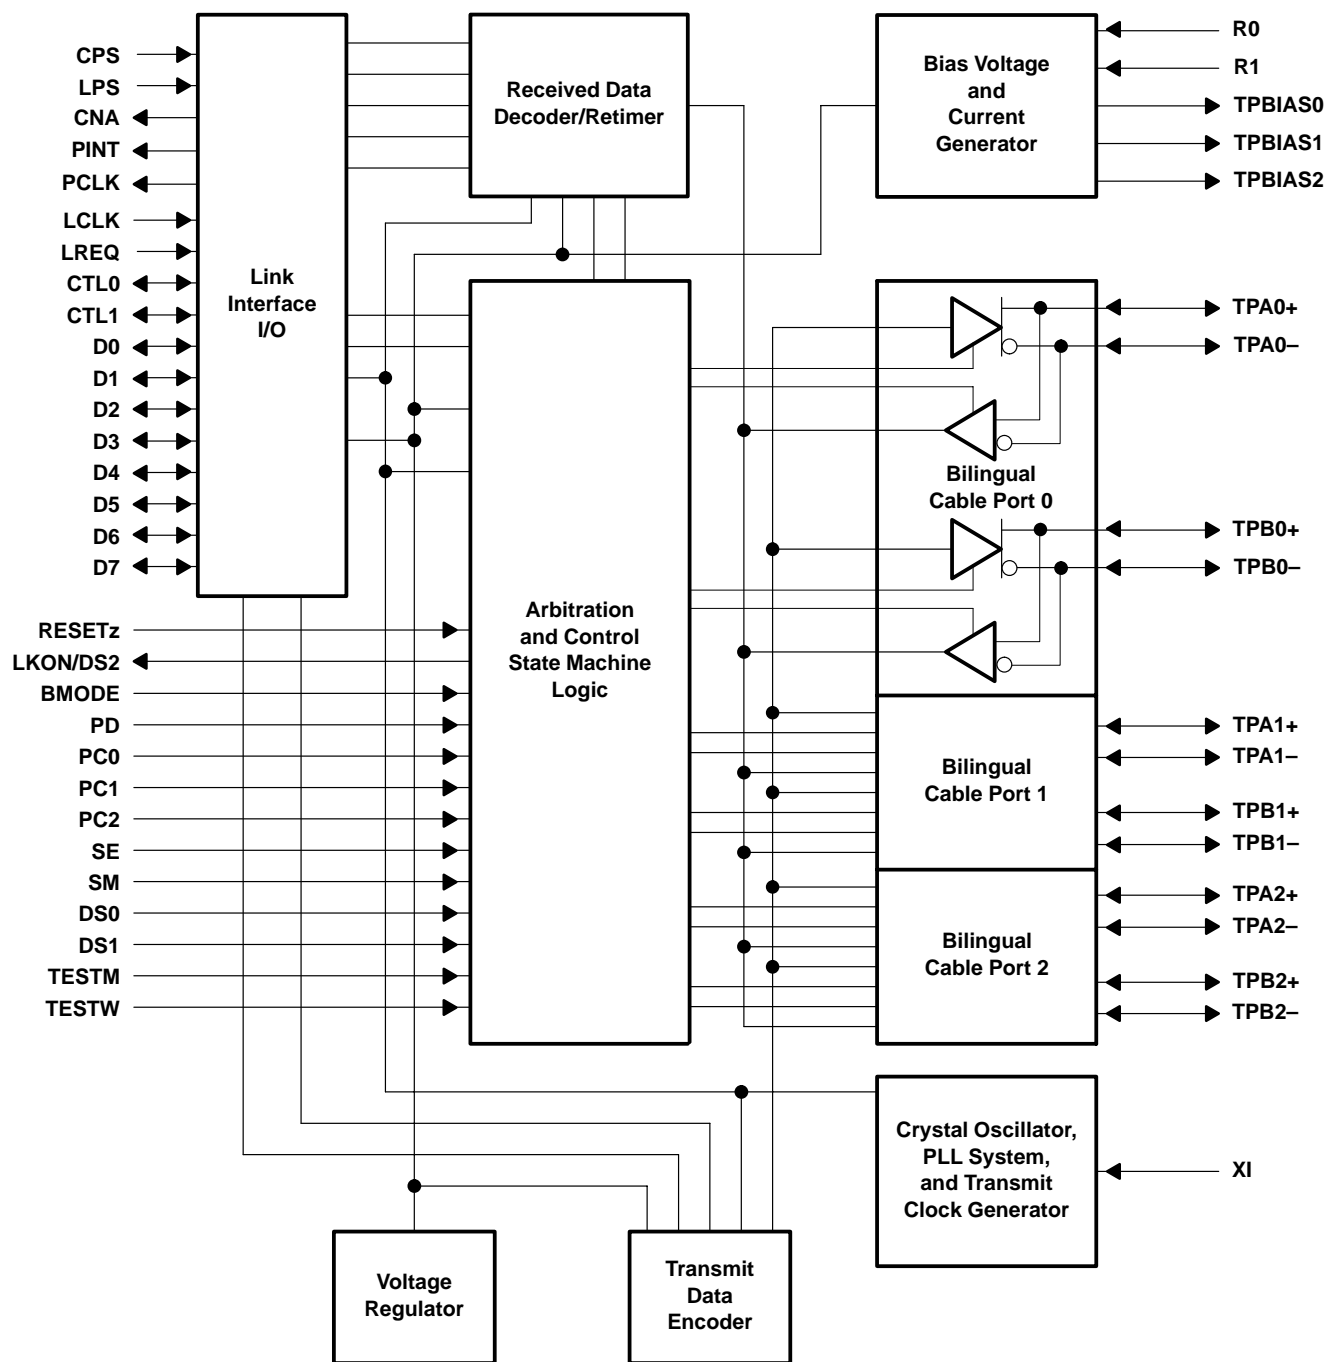 CPS
LPS
CNA
PINT
PCLK
LCLK
LREQ
CTL0
CTL1
D0
D1
D2
D3
D4
D5
D6
D7
RESETz
LKON/DS2
BMODE
PD
PC0
PC1
PC2
SE
SM
DS0
DS1
TESTM
TESTW
Link
Interface
I/O
Received Data
Decoder/Retimer
Arbitration
and Control
State Machine
Logic
Bias Voltage
and
Current
Generator
Bilingual
Cable Port 0
Bilingual
Cable Port 1
Bilingual
Cable Port 2
Crystal Oscillator,
PLL System,
and Transmit
Clock Generator
Voltage
Regulator
Transmit
Data
Encoder
R0
R1
TPBIAS0
TPBIAS1
TPBIAS2
TPA0+
TPA0–
TPB0+
TPB0–
TPA1+
TPA1–
TPB1+
TPB1–
TPA2+
TPA2–
TPB2+
TPB2–
XI